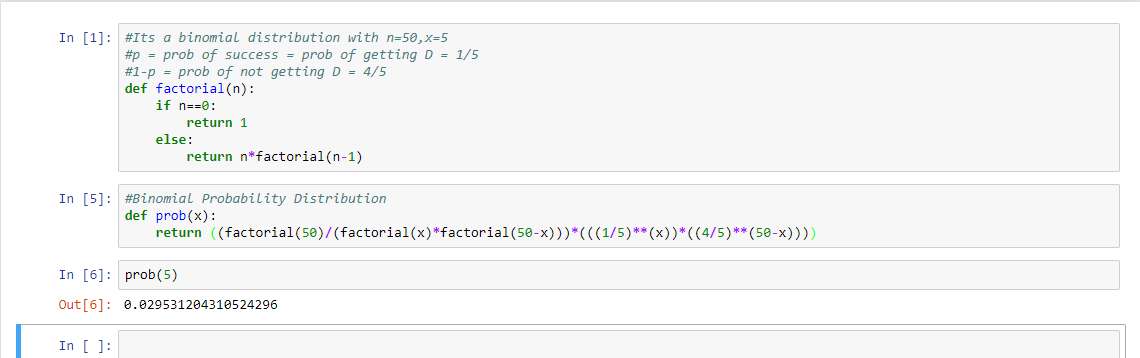 In [1]: #Its a binomial distribution with n=50,x=5
#p = prob of success = prob of getting D = 1/5
#1-p = prob of not getting D = 4/5
def factorial(n):
    if n==0:
        return 1
    else:
        return n*factorial(n-1)
In [5]: #Binomial Probability Distribution
def prob(x):
    return ((factorial(50)/(factorial(x)*factorial(50-x)))*(((1/5)**(x))*((4/5)**(50-x))))
In [6]: prob(5)
Out[6]: 0.029531204310524296
In [ ]: